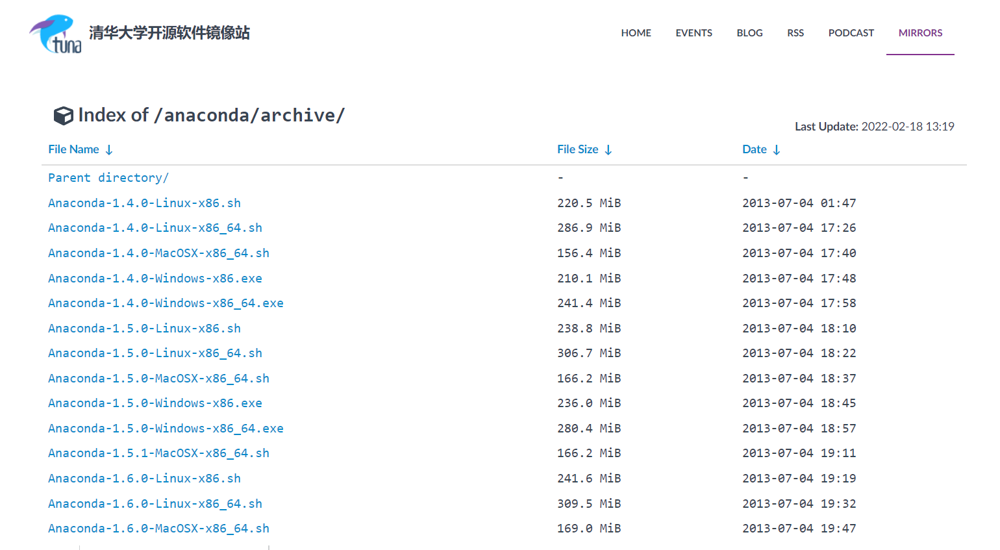 tuna 清华大学开源软件镜像站 HOME EVENTS BLOG RSS PODCAST MIRRORS
Index of /anaconda/archive/
Last Update: 2022-02-18 13:19
File Name ↓ File Size ↓ Date ↓
Parent directory/ - -
Anaconda-1.4.0-Linux-x86.sh 220.5 MiB 2013-07-04 01:47
Anaconda-1.4.0-Linux-x86_64.sh 286.9 MiB 2013-07-04 17:26
Anaconda-1.4.0-MacOSX-x86_64.sh 156.4 MiB 2013-07-04 17:40
Anaconda-1.4.0-Windows-x86.exe 210.1 MiB 2013-07-04 17:48
Anaconda-1.4.0-Windows-x86_64.exe 241.4 MiB 2013-07-04 17:58
Anaconda-1.5.0-Linux-x86.sh 238.8 MiB 2013-07-04 18:10
Anaconda-1.5.0-Linux-x86_64.sh 306.7 MiB 2013-07-04 18:22
Anaconda-1.5.0-MacOSX-x86_64.sh 166.2 MiB 2013-07-04 18:37
Anaconda-1.5.0-Windows-x86.exe 236.0 MiB 2013-07-04 18:45
Anaconda-1.5.0-Windows-x86_64.exe 280.4 MiB 2013-07-04 18:57
Anaconda-1.5.1-MacOSX-x86_64.sh 166.2 MiB 2013-07-04 19:11
Anaconda-1.6.0-Linux-x86.sh 241.6 MiB 2013-07-04 19:19
Anaconda-1.6.0-Linux-x86_64.sh 309.5 MiB 2013-07-04 19:32
Anaconda-1.6.0-MacOSX-x86_64.sh 169.0 MiB 2013-07-04 19:47